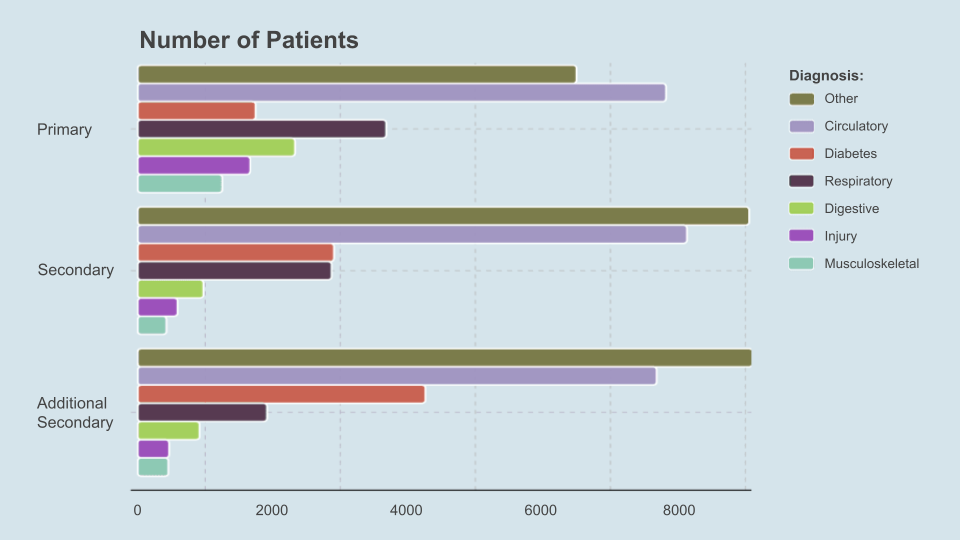 Number of Patients
Primary
Secondary
Additional
Secondary
0
2000
4000
6000
8000
Diagnosis:
Other
Circulatory
Diabetes
Respiratory
Digestive
Injury
Musculoskeletal